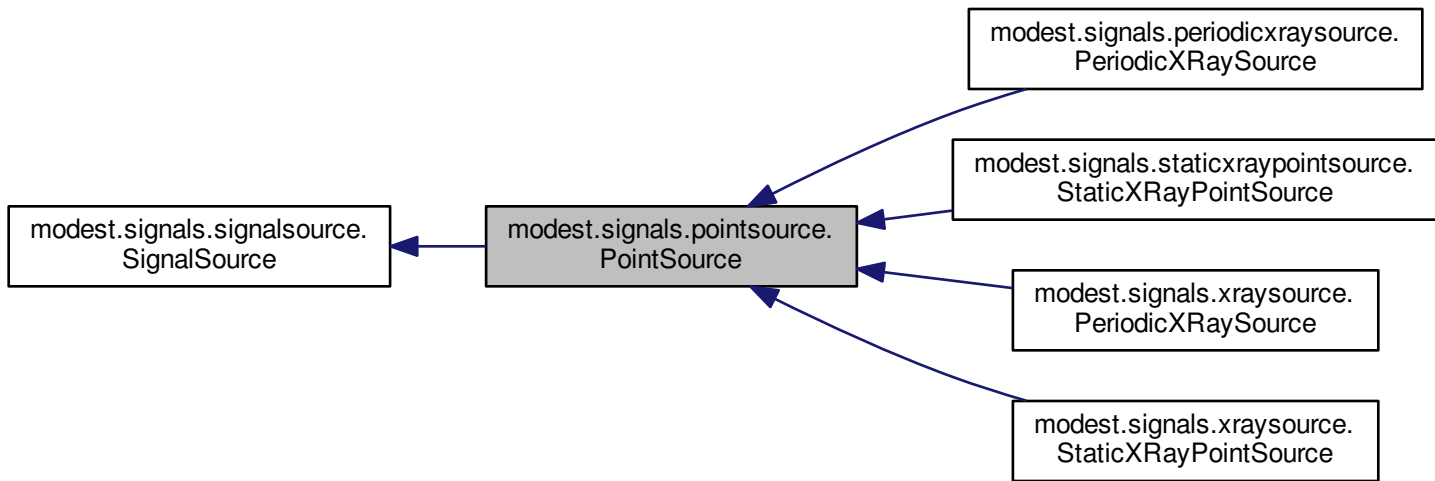 modest.signals.periodicxraysource.
PeriodicXRaySource
modest.signals.staticxraypointsource.
StaticXRayPointSource
modest.signals.signalsource.
SignalSource
modest.signals.pointsource.
PointSource
modest.signals.xraysource.
PeriodicXRaySource
modest.signals.xraysource.
StaticXRayPointSource